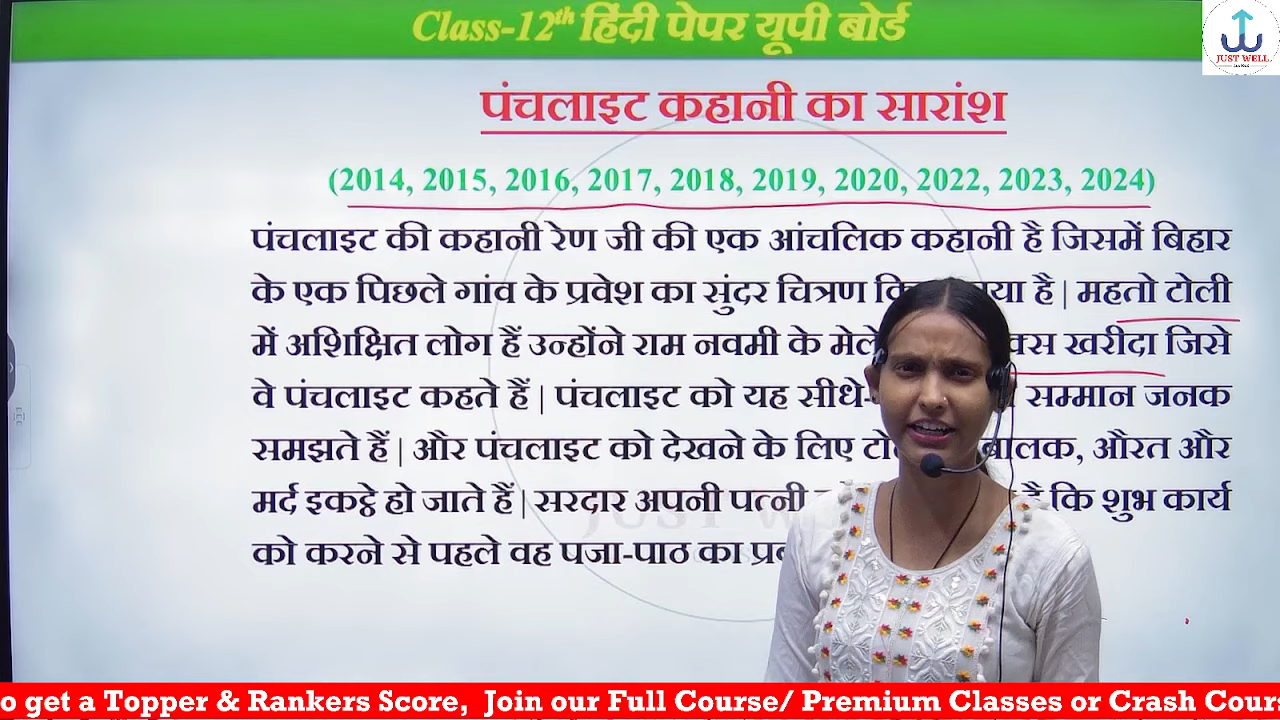 Class-12th हिंदी पेपर यूपी बोर्ड
JUST WELL
पंचलाइट कहानी का सारांश
(2014, 2015, 2016, 2017, 2018, 2019, 2020, 2022, 2023, 2024)
पंचलाइट की कहानी रेण जी की एक आंचलिक कहानी है जिसमें बिहार
के एक पिछले गांव के प्रवेश का सुंदर चित्रण है | महतो टोली
में अशिक्षित लोग हैं उन्होंने राम नवमी के खरीदा जिसे
वे पंचलाइट कहते हैं | पंचलाइट को यह सीधे- सम्मान जनक
समझते हैं | और पंचलाइट को देखने के लिए बालक, औरत और
मर्द इकट्ठे हो जाते हैं | सरदार अपनी पत्नी है कि शुभ कार्य
को करने से पहले वह पजा-पाठ का
o get a Topper & Rankers Score, Join our Full Course/ Premium Classes or Crash Cour